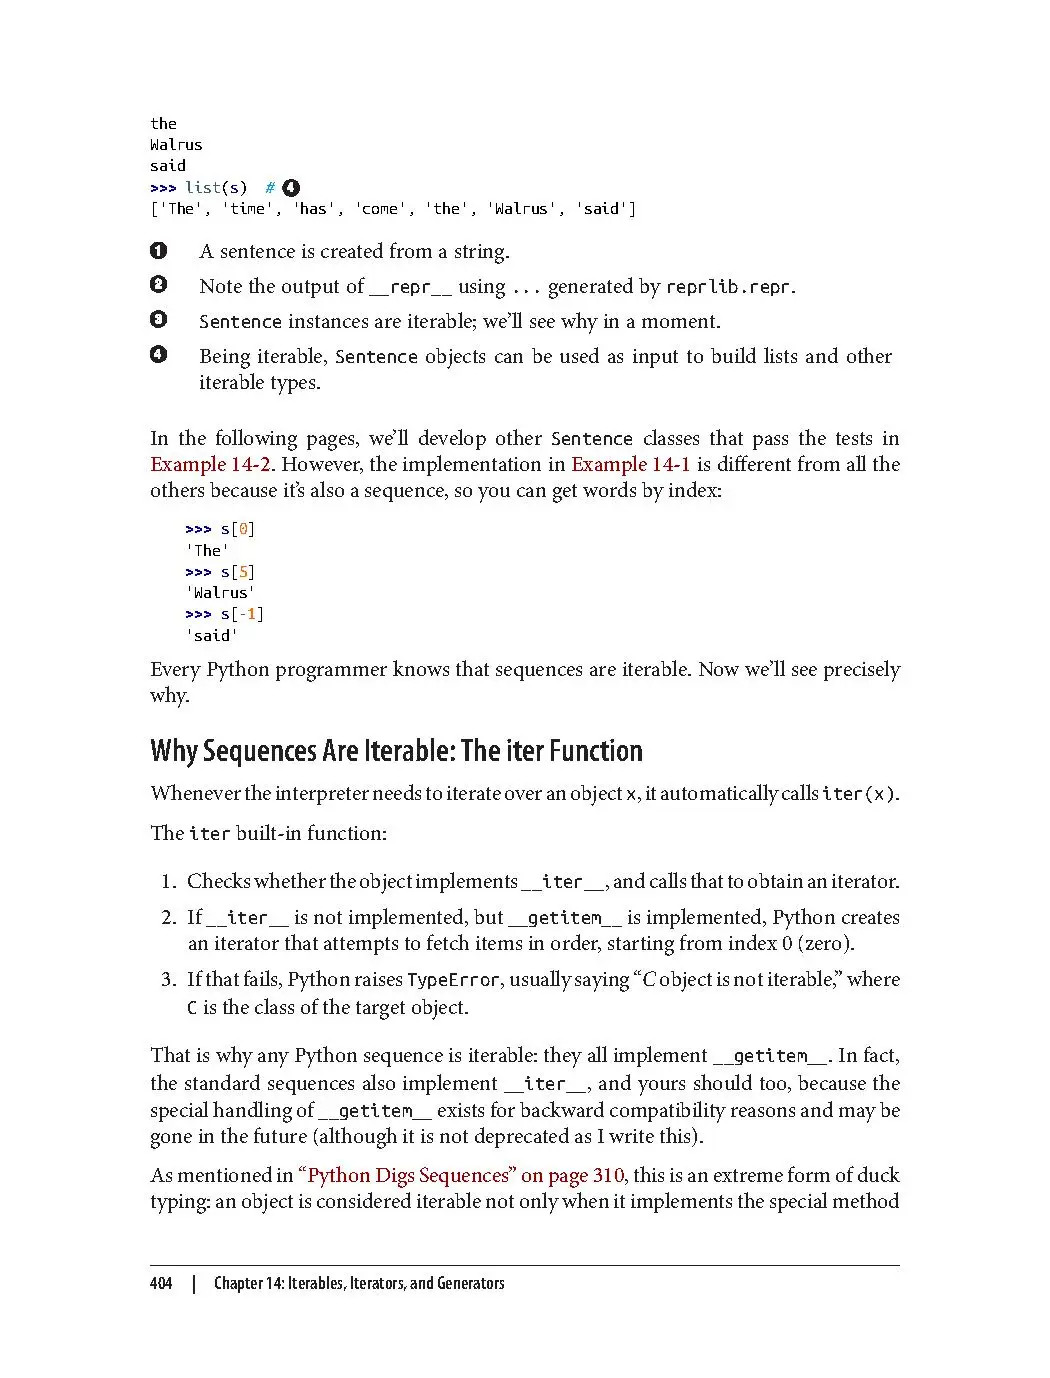 the
Walrus
said
>>> list(s)  # ❹
['The', 'time', 'has', 'come', 'the', 'Walrus', 'said']
❶ A sentence is created from a string.
❷ Note the output of __repr__ using ... generated by reprlib.repr.
❸ Sentence instances are iterable; we’ll see why in a moment.
❹ Being iterable, Sentence objects can be used as input to build lists and other
iterable types.
In the following pages, we’ll develop other Sentence classes that pass the tests in
Example 14-2. However, the implementation in Example 14-1 is different from all the
others because it’s also a sequence, so you can get words by index:
>>> s[0]
'The'
>>> s[5]
'Walrus'
>>> s[-1]
'said'
Every Python programmer knows that sequences are iterable. Now we’ll see precisely
why.
Why Sequences Are Iterable: The iter Function
Whenever the interpreter needs to iterate over an object x, it automatically calls iter(x).
The iter built-in function:
1. Checks whether the object implements __iter__, and calls that to obtain an iterator.
2. If __iter__ is not implemented, but __getitem__ is implemented, Python creates
an iterator that attempts to fetch items in order, starting from index 0 (zero).
3. If that fails, Python raises TypeError, usually saying “C object is not iterable,” where
C is the class of the target object.
That is why any Python sequence is iterable: they all implement __getitem__. In fact,
the standard sequences also implement __iter__, and yours should too, because the
special handling of __getitem__ exists for backward compatibility reasons and may be
gone in the future (although it is not deprecated as I write this).
As mentioned in “Python Digs Sequences” on page 310, this is an extreme form of duck
typing: an object is considered iterable not only when it implements the special method
404 | Chapter 14: Iterables, Iterators, and Generators